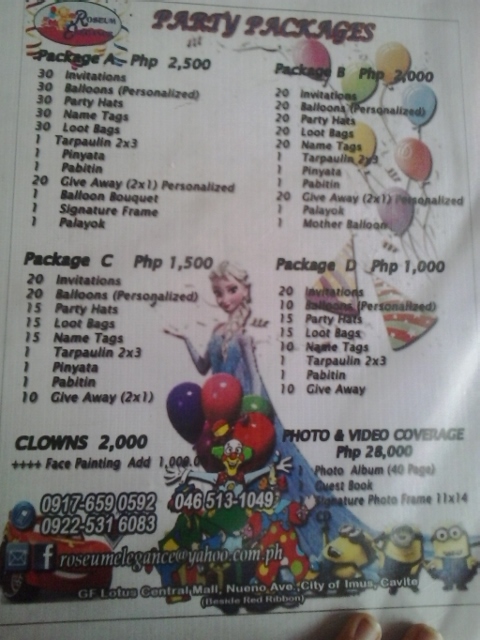 Roseum
PARTY PACKAGES
Package A Php 2,500
30 Invitations
30 Balloons (Personalized)
30 Party Hats
30 Name Tags
30 Loot Bags
1 Tarpaulin 2x3
1 Pinyata
1 Pabitin
20 Give Away (2x1) Personalized
1 Balloon Bouquet
1 Signature Frame
1 Palayok
Package B Php 2,000
20 Invitations
20 Balloons (Personalized)
20 Party Hats
20 Loot Bags
20 Name Tags
1 Tarpaulin 2x3
1 Pinyata
1 Pabitin
20 Give Away (2x1) Personalized
1 Palayok
1 Mother Balloon
Package C Php 1,500
20 Invitations
20 Balloons (Personalized)
15 Party Hats
15 Loot Bags
15 Name Tags
1 Tarpaulin 2x3
1 Pinyata
1 Pabitin
10 Give Away (2x1)
Package D Php 1,000
20 Invitations
10 Balloons (Personalized)
15 Party Hats
15 Loot Bags
10 Name Tags
1 Tarpaulin 2x3
1 Pabitin
10 Give Away
CLOWNS 2,000
++++ Face Painting Add 1,000.0
PHOTO & VIDEO COVERAGE
Php 28,000
1 Photo Album (40 Page)
1 Guest Book
1 Signature Photo Frame 11x14
0917-659 0592 046 513-1049
0922-531 6083
f roseumelegance@yahoo.com.ph
GF Lotus Central Mall, Nueno Ave.,City of Imus, Cavite
(Beside Red Ribbon)